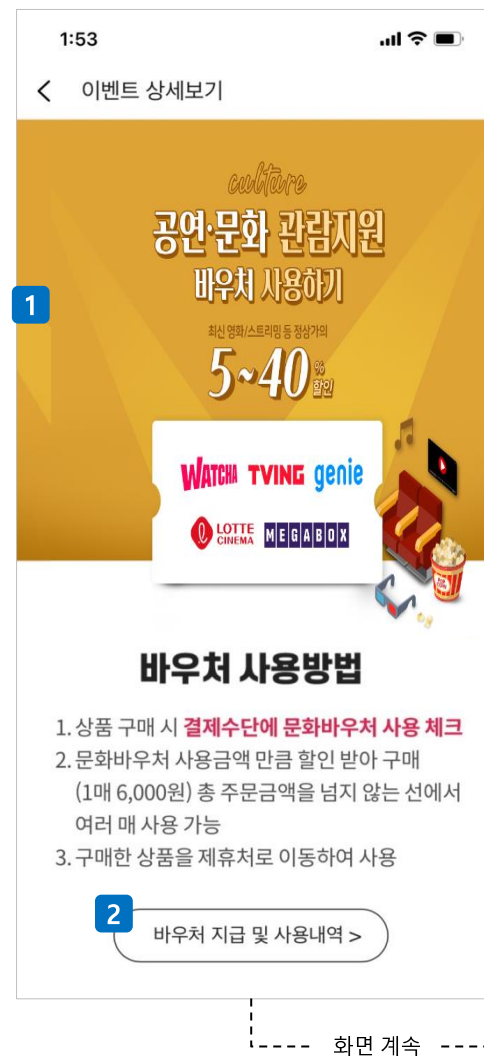 1:53
이벤트 상세보기
culture
공연·문화 관람지원
바우처 사용하기
1
최신 영화/스트리밍 등 정상가의
5~40% 할인
WATCHA TVING genie
LOTTE CINEMA MEGABOX
바우처 사용방법
1. 상품 구매 시 결제수단에 문화바우처 사용 체크
2. 문화바우처 사용금액 만큼 할인 받아 구매
(1매 6,000원) 총 주문금액을 넘지 않는 선에서
여러 매 사용 가능
3. 구매한 상품을 제휴처로 이동하여 사용
2
바우처 지급 및 사용내역 >
화면 계속